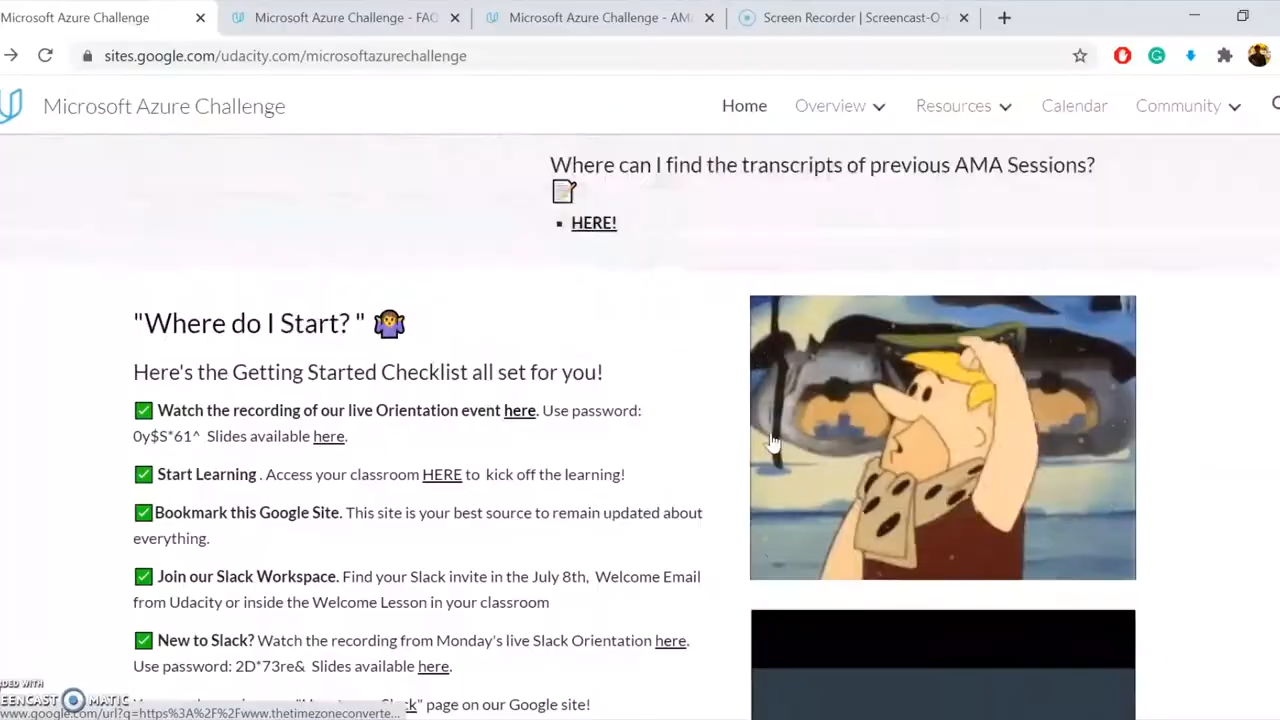 Microsoft Azure Challenge
Microsoft Azure Challenge - FAQ
Microsoft Azure Challenge - AMA
Screen Recorder | Screencast-O-
sites.google.com/udacity.com/microsoftazurechallenge
Microsoft Azure Challenge
Home
Overview
Resources
Calendar
Community
Where can I find the transcripts of previous AMA Sessions?
HERE!
"Where do I Start? "
Here's the Getting Started Checklist all set for you!
Watch the recording of our live Orientation event here. Use password:
0y$S*61^ Slides available here.
Start Learning . Access your classroom HERE to kick off the learning!
Bookmark this Google Site. This site is your best source to remain updated about
everything.
Join our Slack Workspace. Find your Slack invite in the July 8th, Welcome Email
from Udacity or inside the Welcome Lesson in your classroom
New to Slack? Watch the recording from Monday's live Slack Orientation here.
Use password: 2D*73re& Slides available here.
page on our Google site!
www.google.com/url?q=https%3A%2F%2Fwww.thetimezoneconverte...